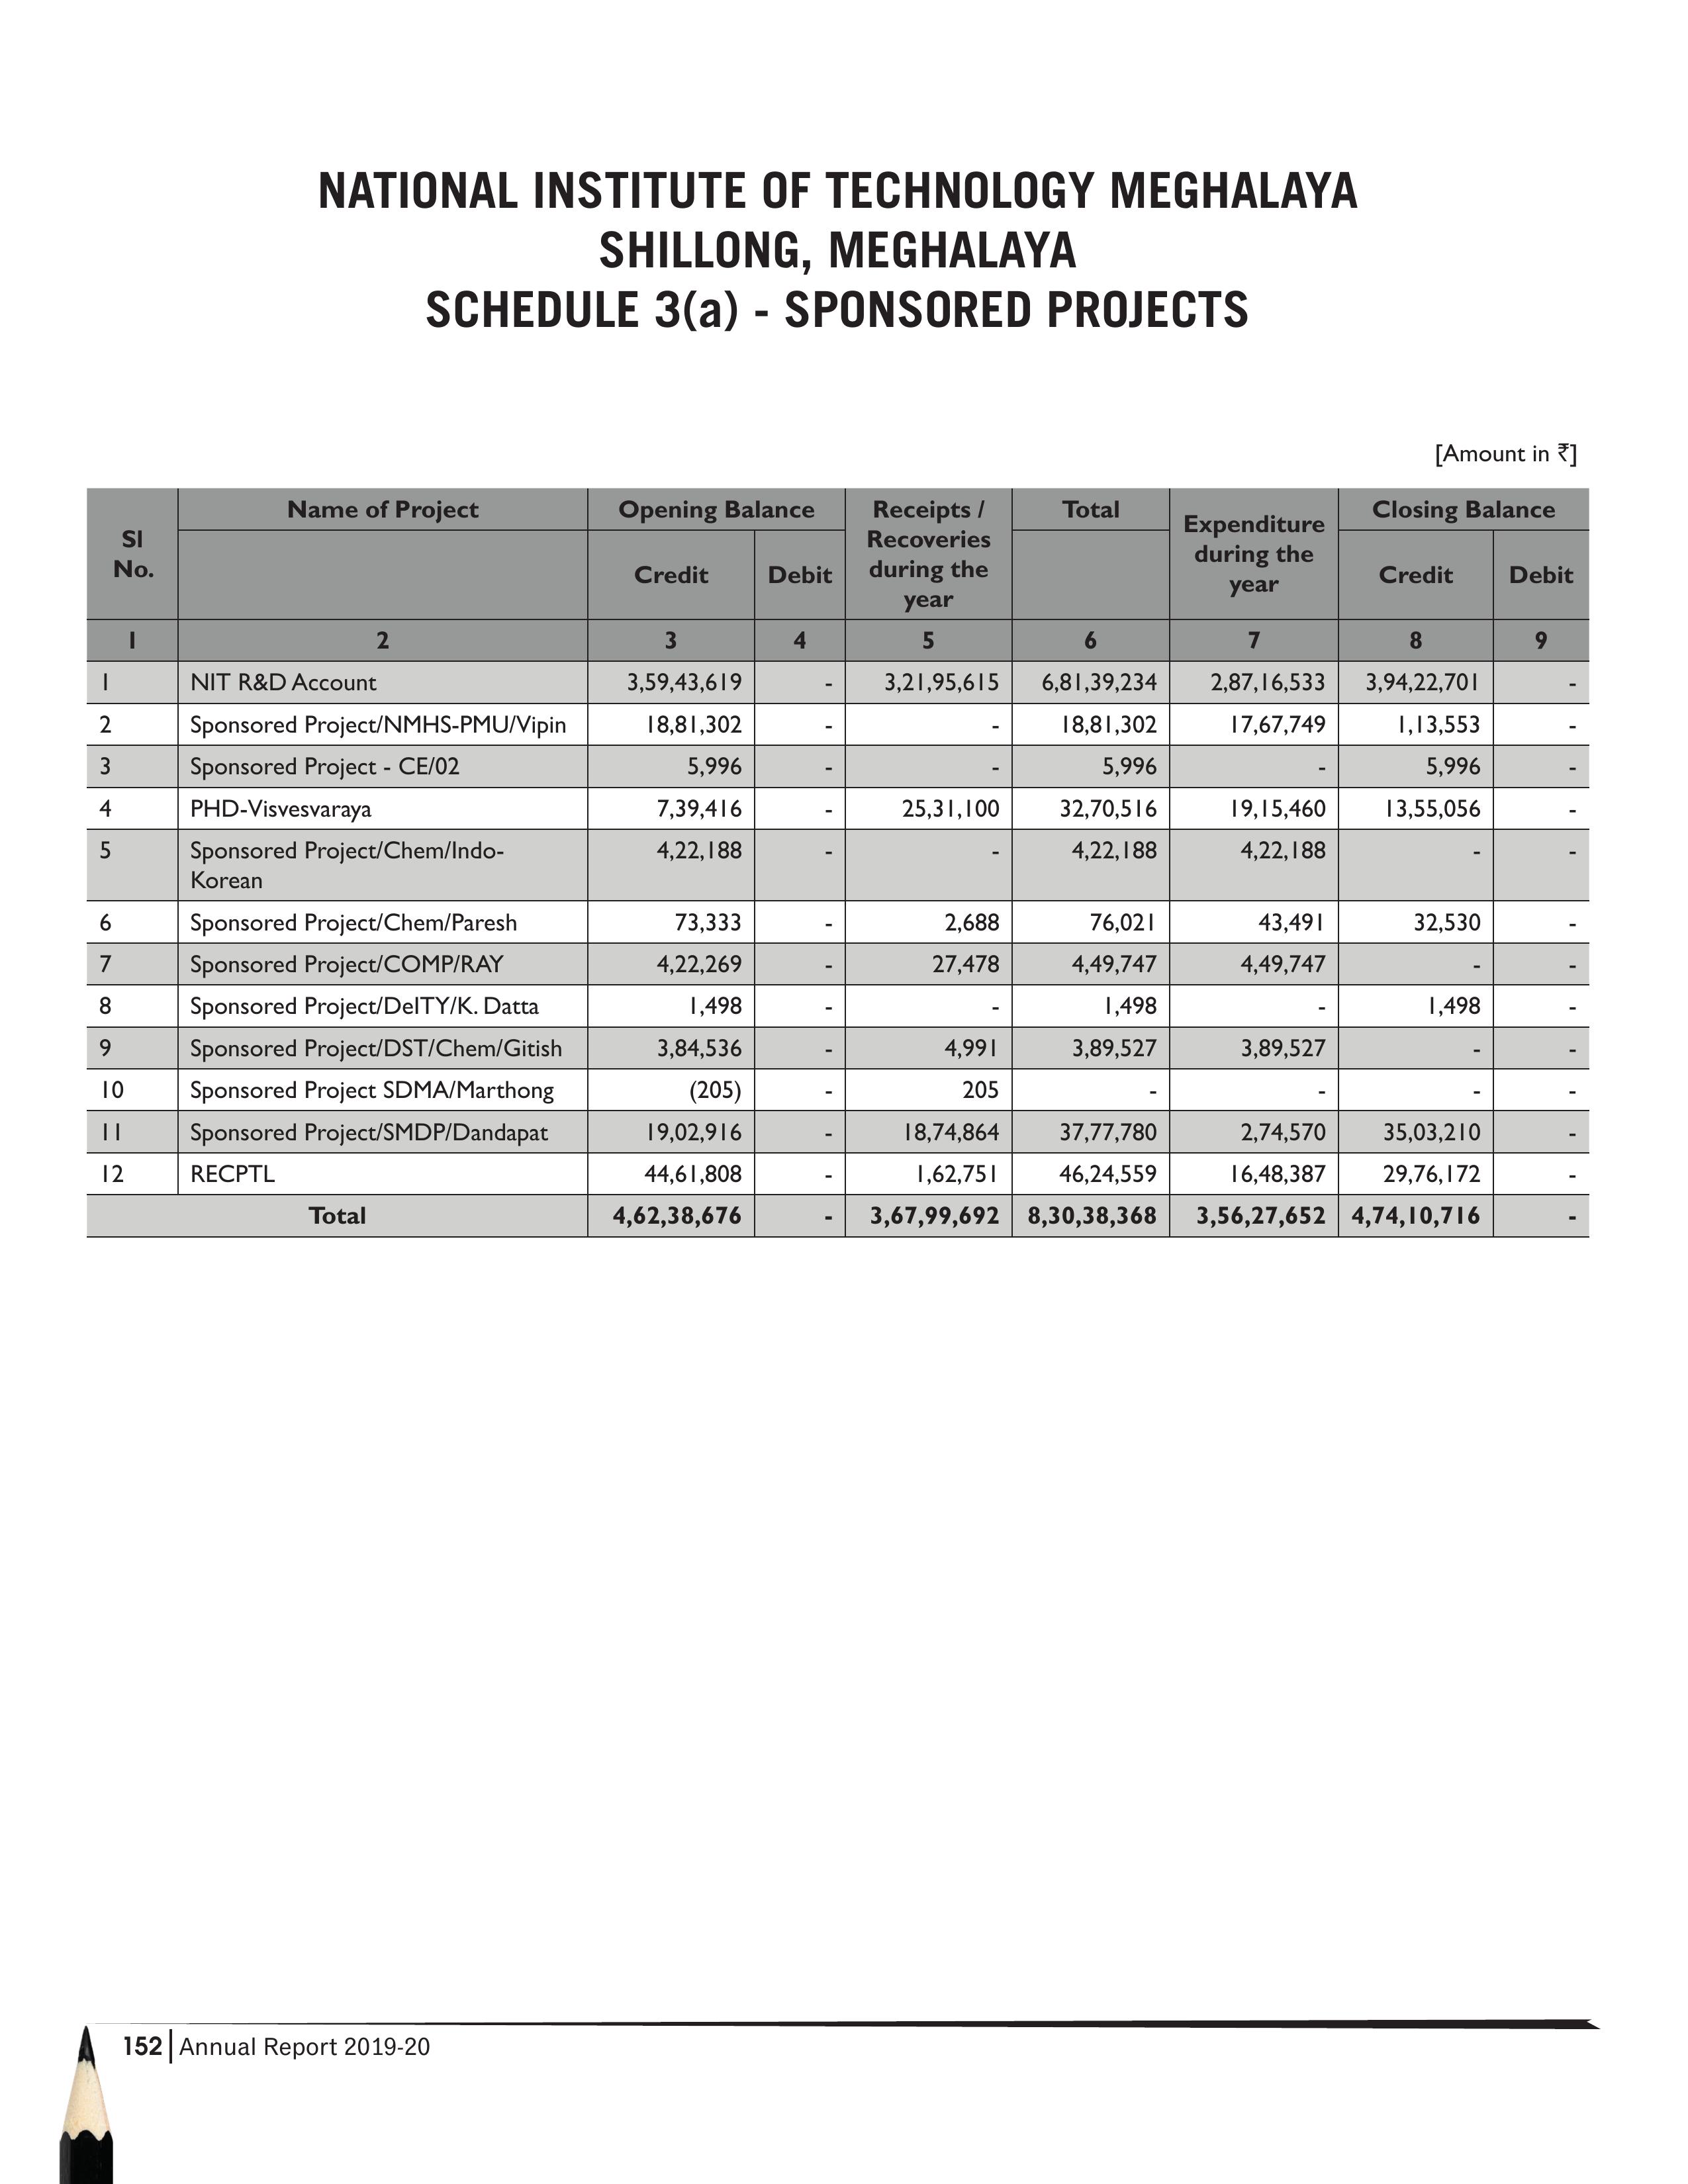 NATIONAL INSTITUTE OF TECHNOLOGY MEGHALAYA
SHILLONG, MEGHALAYA
SCHEDULE 3(a) - SPONSORED PROJECTS
[Amount in ₹]
Sl No. Name of Project Opening Balance Receipts / Recoveries during the year Total Expenditure during the year Closing Balance
Credit Debit Credit Debit
1 2 3 4 5 6 7 8 9
1 NIT R&D Account 3,59,43,619 - 3,21,95,615 6,81,39,234 2,87,16,533 3,94,22,701 -
2 Sponsored Project/NMHS-PMU/Vipin 18,81,302 - - 18,81,302 17,67,749 1,13,553 -
3 Sponsored Project - CE/02 5,996 - - 5,996 - 5,996 -
4 PHD-Visvesvaraya 7,39,416 - 25,31,100 32,70,516 19,15,460 13,55,056 -
5 Sponsored Project/Chem/Indo- 4,22,188 - - 4,22,188 4,22,188 - -
Korean
6 Sponsored Project/Chem/Paresh 73,333 - 2,688 76,021 43,491 32,530 -
7 Sponsored Project/COMP/RAY 4,22,269 - 27,478 4,49,747 4,49,747 - -
8 Sponsored Project/DeITY/K. Datta 1,498 - - 1,498 - 1,498 -
9 Sponsored Project/DST/Chem/Gitish 3,84,536 - 4,991 3,89,527 3,89,527 - -
10 Sponsored Project SDMA/Marthong (205) - 205 - - - -
11 Sponsored Project/SMDP/Dandapat 19,02,916 - 18,74,864 37,77,780 2,74,570 35,03,210 -
12 RECPTL 44,61,808 - 1,62,751 46,24,559 16,48,387 29,76,172 -
Total 4,62,38,676 - 3,67,99,692 8,30,38,368 3,56,27,652 4,74,10,716 -
152 | Annual Report 2019-20